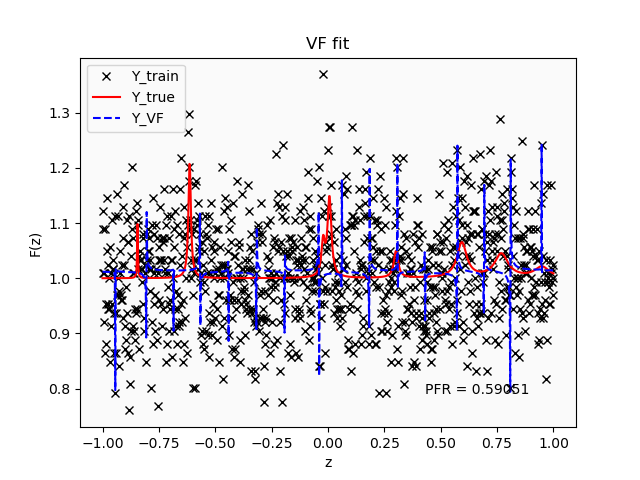 VF fit
Y_train
Y_true
Y_VF
F(z)
1.3
1.2
1.1
1.0
0.9
0.8
PFR = 0.59051
−1.00 −0.75 −0.50 −0.25 0.00 0.25 0.50 0.75 1.00
z